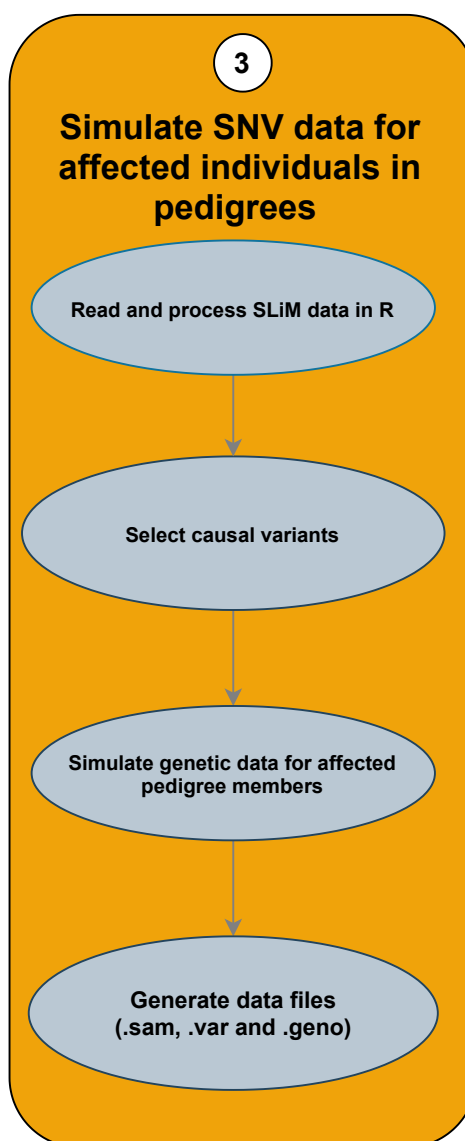 3
Simulate SNV data for
affected individuals in
pedigrees
Read and process SLiM data in R
Select causal variants
Simulate genetic data for affected
pedigree members
Generate data files
(.sam, .var and .geno)